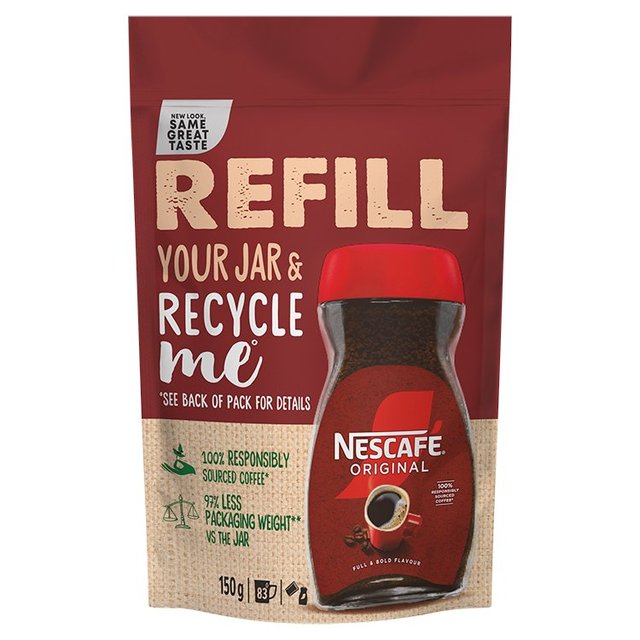 NEW LOOK,
SAME
GREAT
TASTE
REFILL
YOUR JAR &
RECYCLE
me°
*SEE BACK OF PACK FOR DETAILS
100% RESPONSIBLY
SOURCED COFFEE*
97% LESS
PACKAGING WEIGHT**
VS THE JAR
150g
83
NESCAFÉ®
ORIGINAL
100%
RESPONSIBLY
SOURCED
COFFEE*
FULL & BOLD FLAVOUR